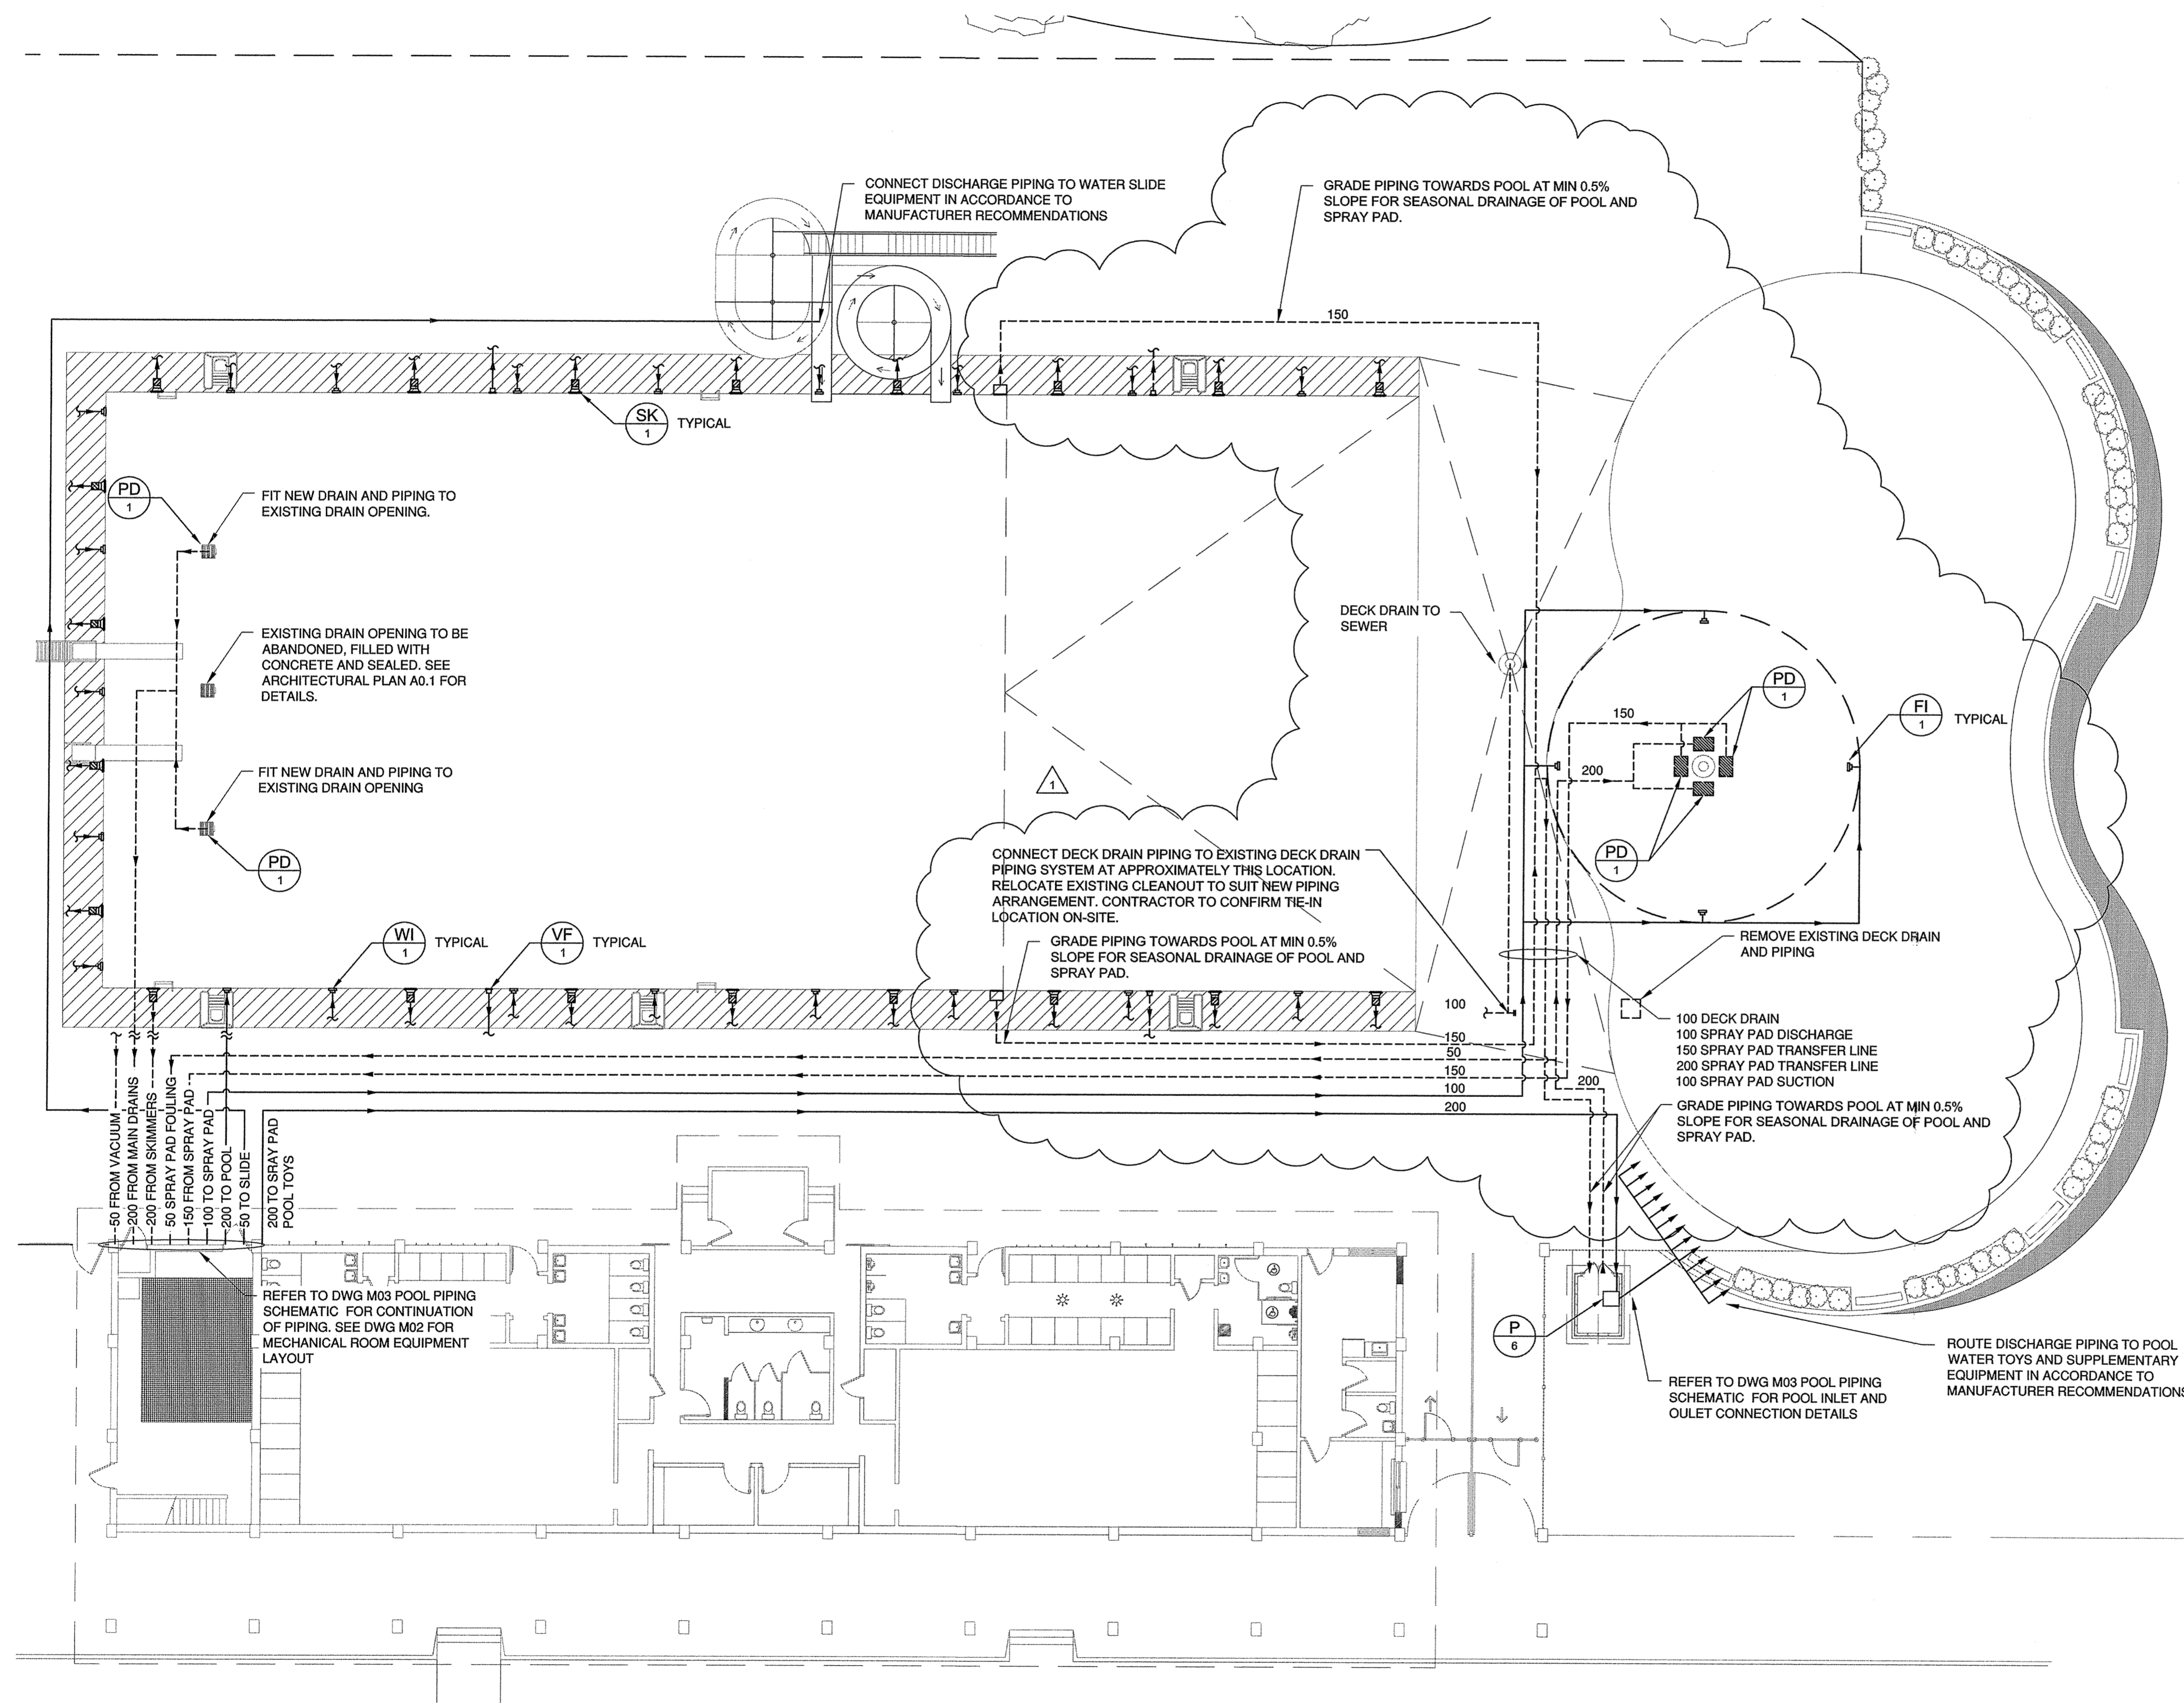 CONNECT DISCHARGE PIPING TO WATER SLIDE
EQUIPMENT IN ACCORDANCE TO
MANUFACTURER RECOMMENDATIONS
GRADE PIPING TOWARDS POOL AT MIN 0.5%
SLOPE FOR SEASONAL DRAINAGE OF POOL AND
SPRAY PAD.
150
SK
1
TYPICAL
PD
1
FIT NEW DRAIN AND PIPING TO
EXISTING DRAIN OPENING.
EXISTING DRAIN OPENING TO BE
ABANDONED, FILLED WITH
CONCRETE AND SEALED. SEE
ARCHITECTURAL PLAN A0.1 FOR
DETAILS.
FIT NEW DRAIN AND PIPING TO
EXISTING DRAIN OPENING
PD
1
DECK DRAIN TO
SEWER
PD
1
FI
1
TYPICAL
150
200
PD
1
1
CONNECT DECK DRAIN PIPING TO EXISTING DECK DRAIN
PIPING SYSTEM AT APPROXIMATELY THIS LOCATION.
RELOCATE EXISTING CLEANOUT TO SUIT NEW PIPING
ARRANGEMENT. CONTRACTOR TO CONFIRM TIE-IN
LOCATION ON-SITE.
WI
1
TYPICAL
VF
1
TYPICAL
GRADE PIPING TOWARDS POOL AT MIN 0.5%
SLOPE FOR SEASONAL DRAINAGE OF POOL AND
SPRAY PAD.
REMOVE EXISTING DECK DRAIN
AND PIPING
100
150
50
150
100
200
200
100 DECK DRAIN
100 SPRAY PAD DISCHARGE
150 SPRAY PAD TRANSFER LINE
200 SPRAY PAD TRANSFER LINE
100 SPRAY PAD SUCTION
GRADE PIPING TOWARDS POOL AT MIN 0.5%
SLOPE FOR SEASONAL DRAINAGE OF POOL AND
SPRAY PAD.
50 FROM VACUUM
200 FROM MAIN DRAINS
200 FROM SKIMMERS
50 SPRAY PAD FOULING
150 FROM SPRAY PAD
100 TO SPRAY PAD
200 TO POOL
50 TO SLIDE
200 TO SRAY PAD
POOL TOYS
REFER TO DWG M03 POOL PIPING
SCHEMATIC FOR CONTINUATION
OF PIPING. SEE DWG M02 FOR
MECHANICAL ROOM EQUIPMENT
LAYOUT
P
6
REFER TO DWG M03 POOL PIPING
SCHEMATIC FOR POOL INLET AND
OULET CONNECTION DETAILS
ROUTE DISCHARGE PIPING TO POOL
WATER TOYS AND SUPPLEMENTARY
EQUIPMENT IN ACCORDANCE TO
MANUFACTURER RECOMMENDATIONS